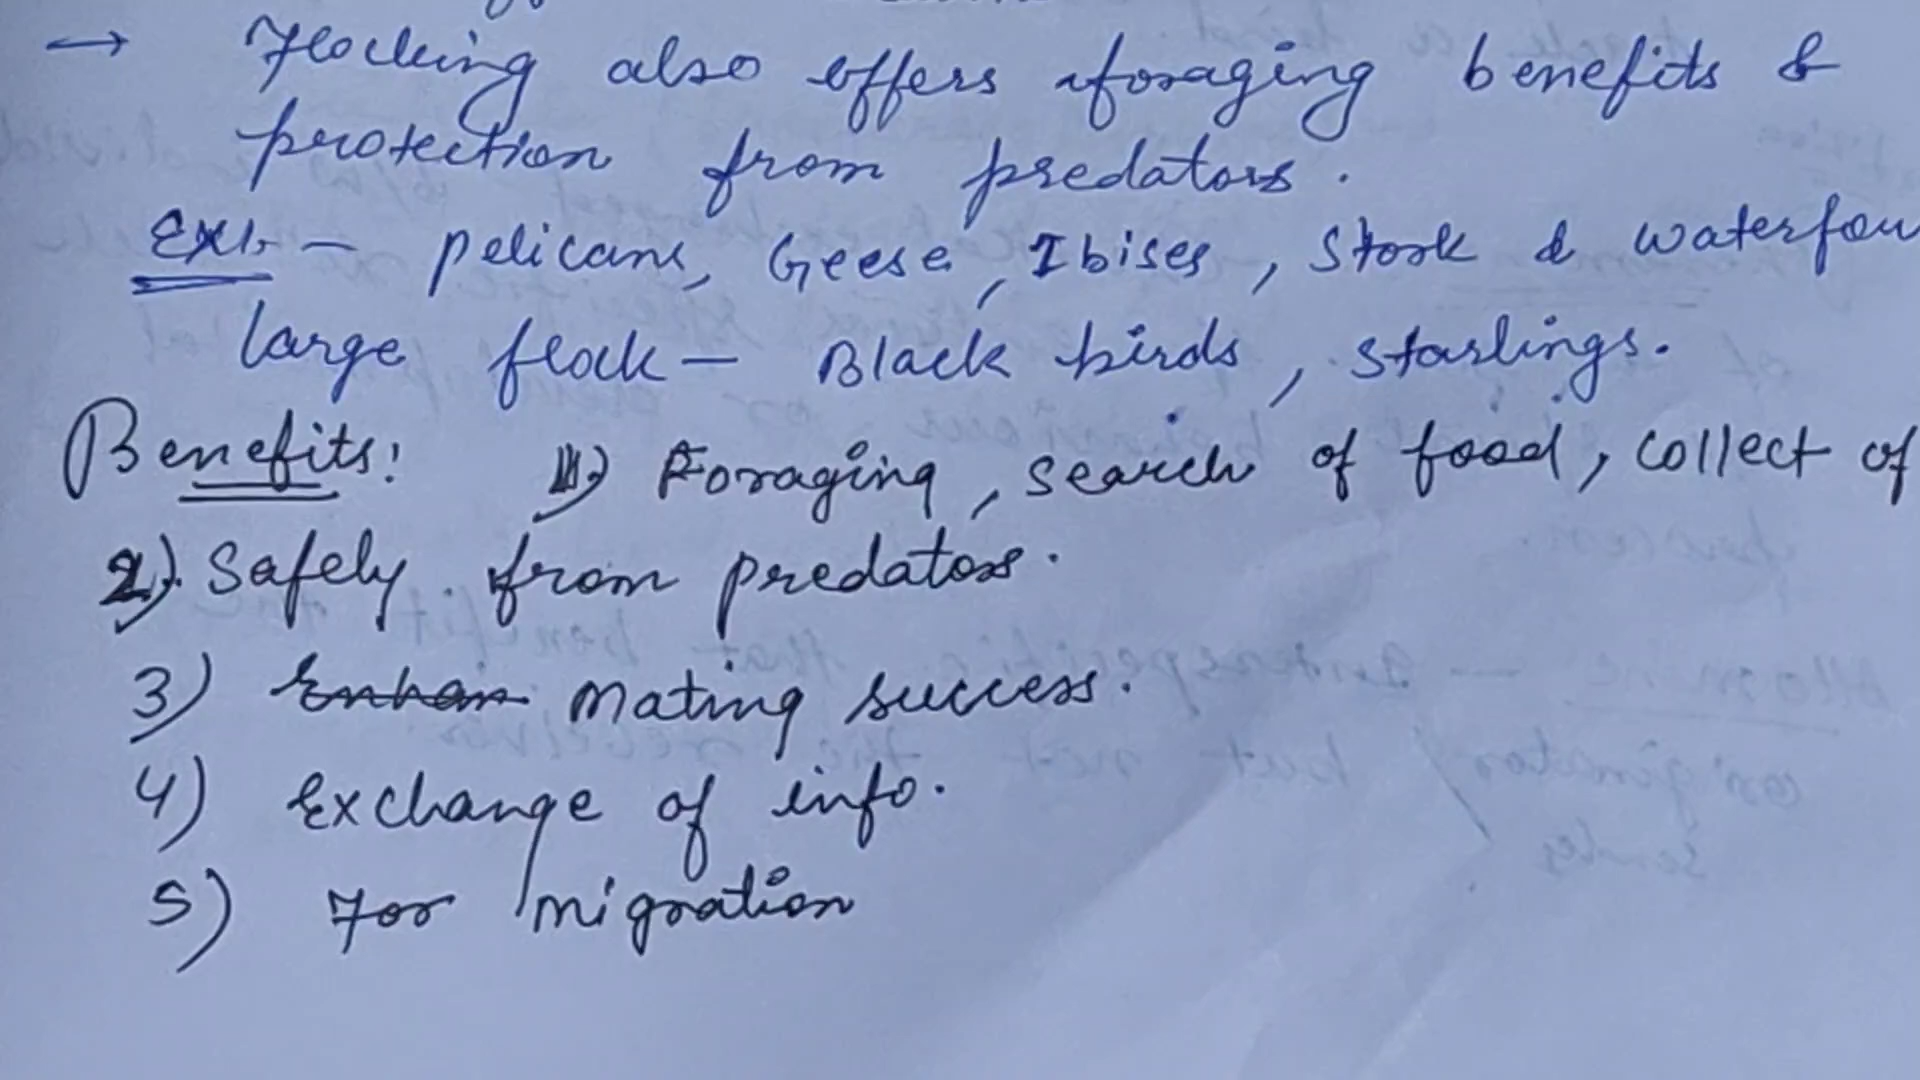 → Flocking also offers foraging benefits &
protection from predators.
Ex:- – pelicans, Geese, Ibises, Stork & waterfow
large flock – Black birds, starlings.
Benefits: 1) Foraging, search of food, collect of
2) Safely from predators.
3) Enhan Mating success.
4) Exchange of info.
5) For migration